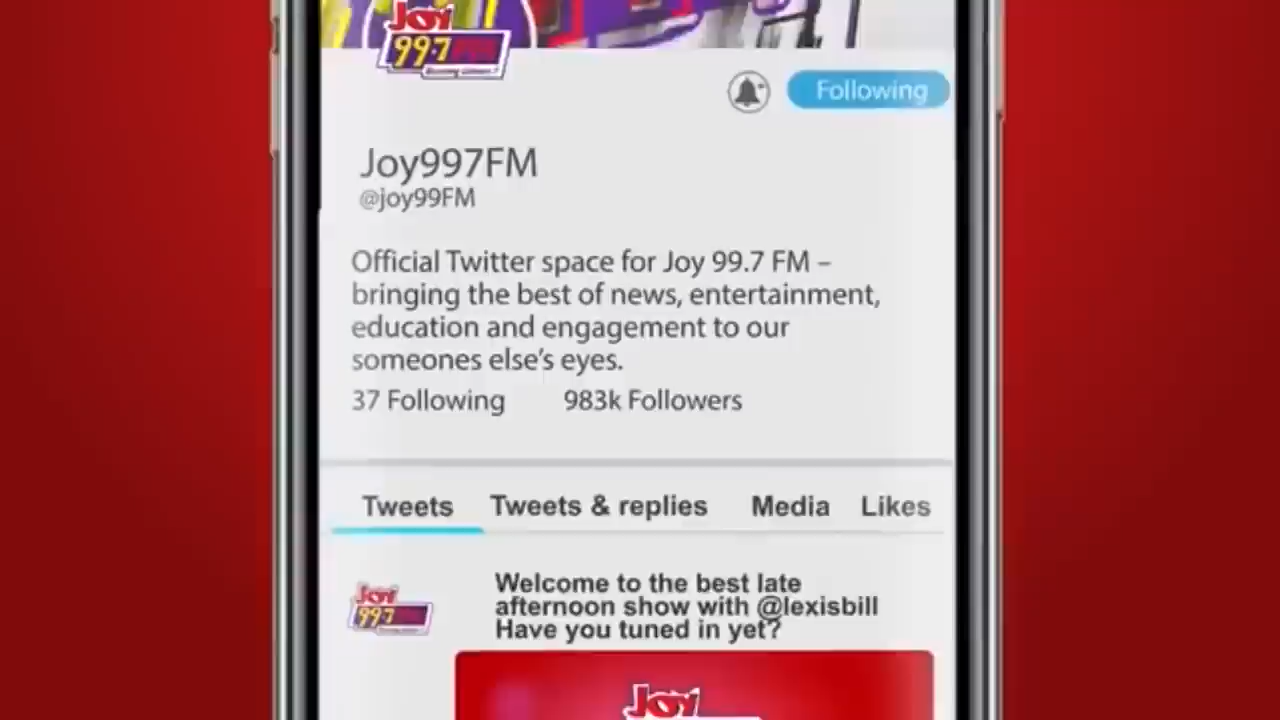 Joy
99.7 FM
Following
Joy997FM
@joy99FM
Official Twitter space for Joy 99.7 FM –
bringing the best of news, entertainment,
education and engagement to our
someones else's eyes.
37 Following 983k Followers
Tweets Tweets & replies Media Likes
Joy
99.7 FM
Welcome to the best late
afternoon show with @lexisbill
Have you tuned in yet?
Joy